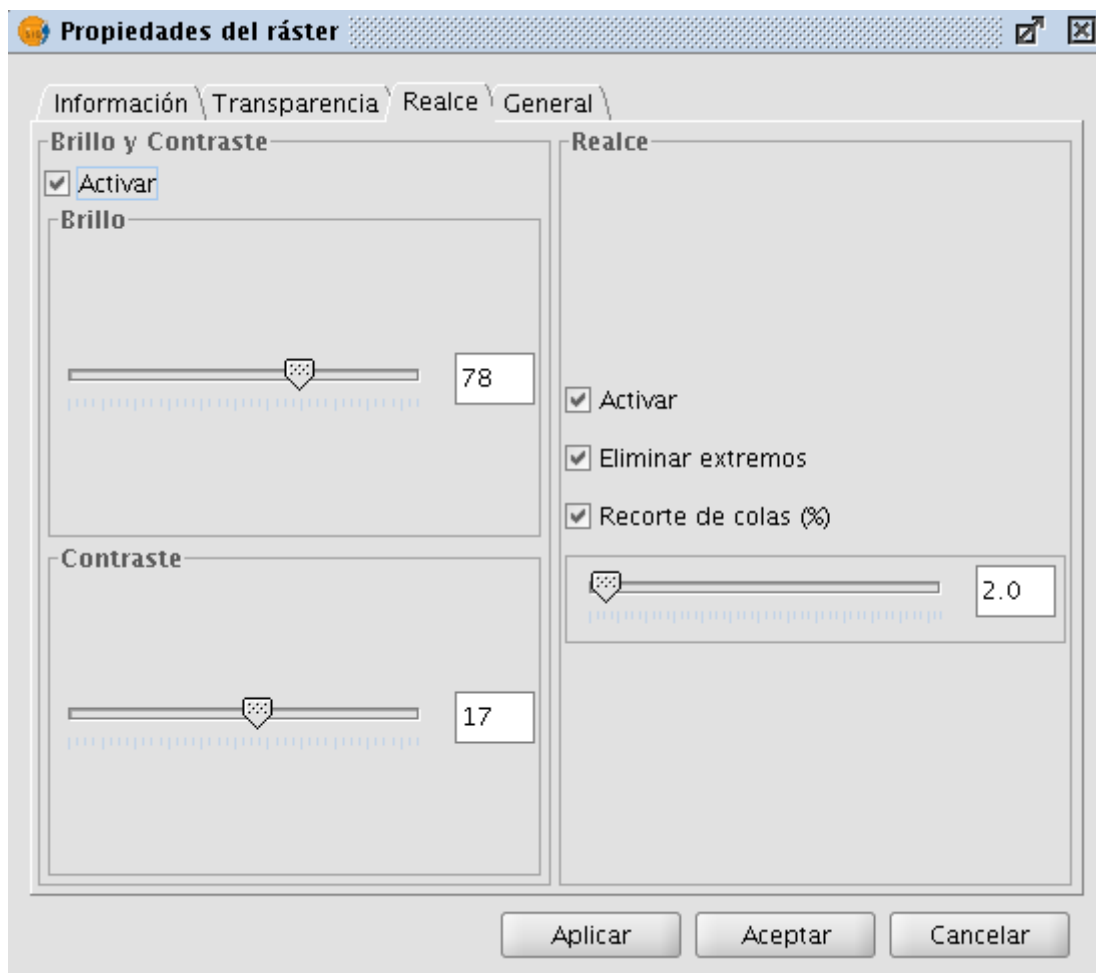 Propiedades del ráster
Información
Transparencia
Realce
General
Brillo y Contraste
Activar
Brillo
78
Contraste
17
Realce
Activar
Eliminar extremos
Recorte de colas (%)
2.0
Aplicar
Aceptar
Cancelar